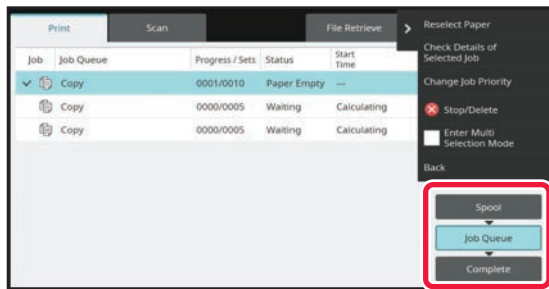 Print Scan File Retrieve
Job Job Queue Progress / Sets Status Start Time
Copy 0001/0010 Paper Empty ---
Copy 0000/0005 Waiting Calculating
Copy 0000/0005 Waiting Calculating
Reselect Paper
Check Details of
Selected Job
Change Job Priority
Stop/Delete
Enter Multi
Selection Mode
Back
Spool
Job Queue
Complete